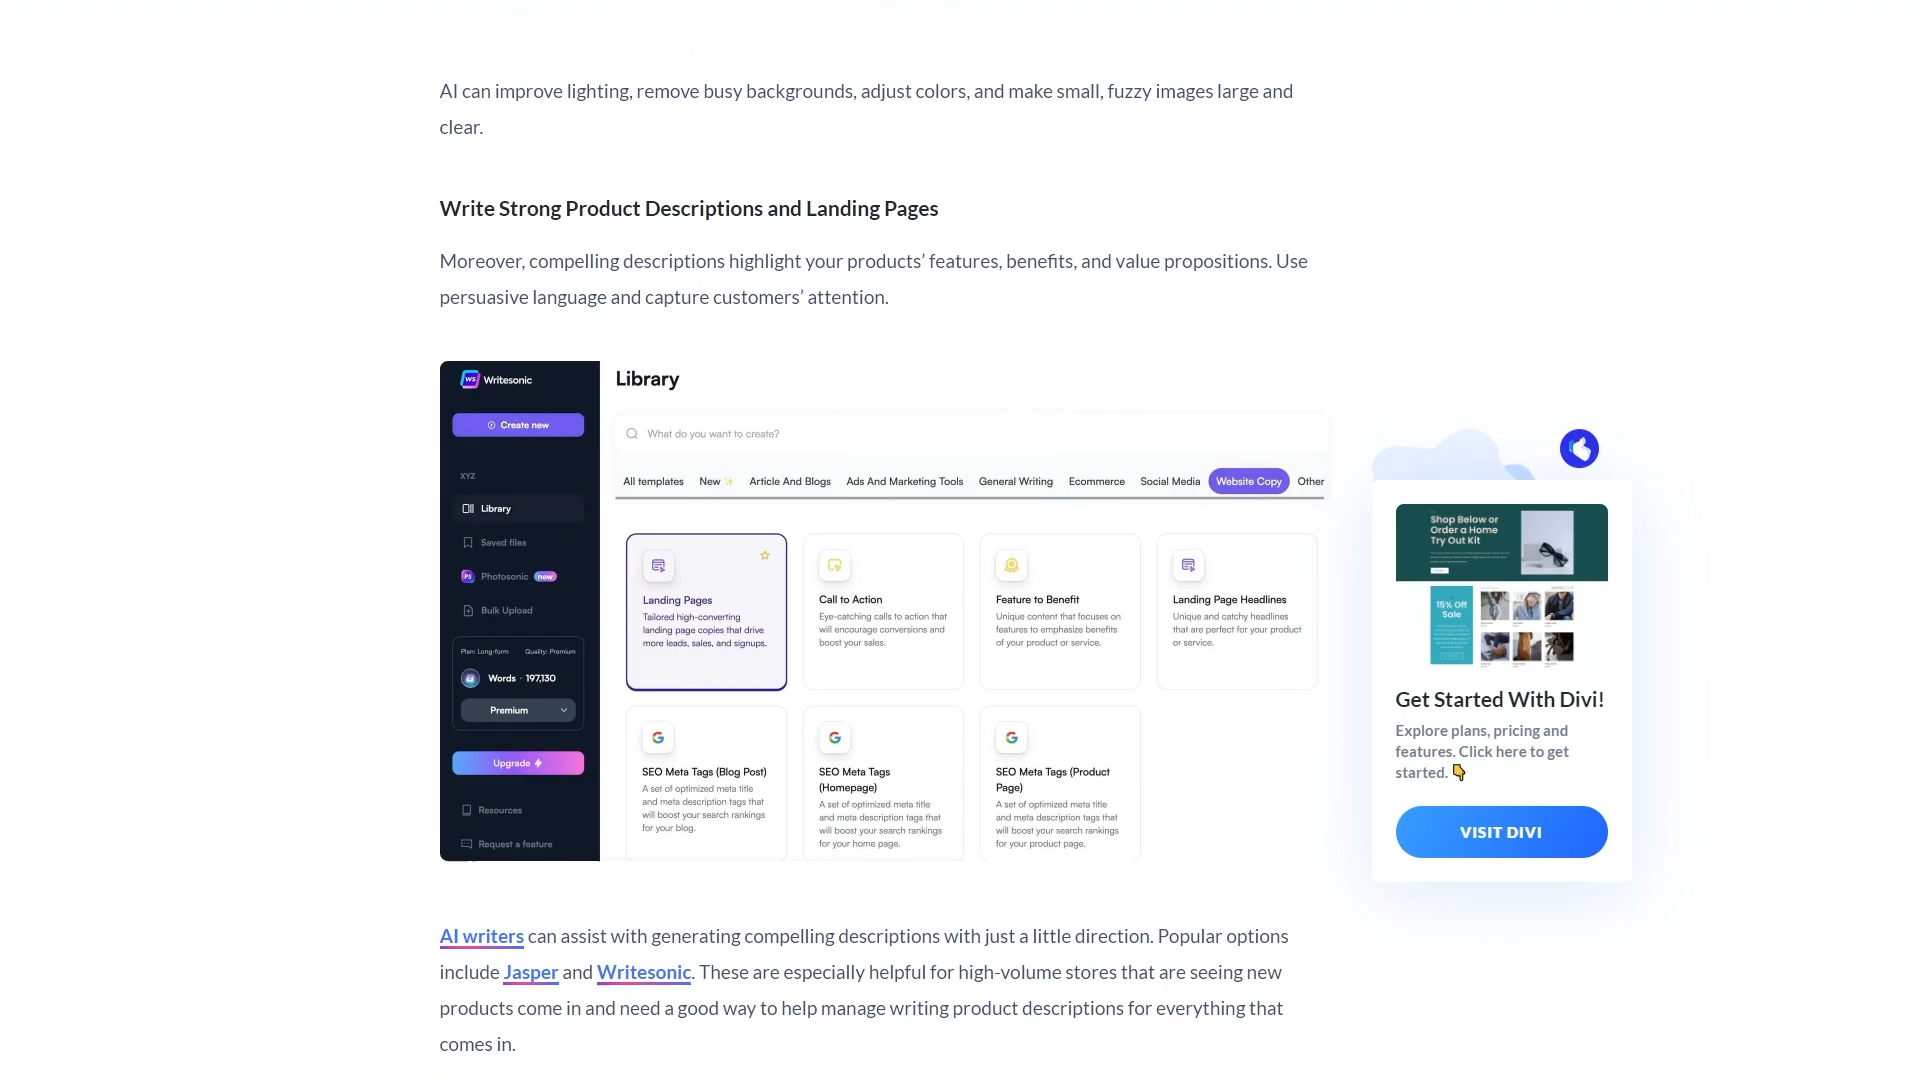 AI can improve lighting, remove busy backgrounds, adjust colors, and make small, fuzzy images large and
clear.
Write Strong Product Descriptions and Landing Pages
Moreover, compelling descriptions highlight your products’ features, benefits, and value propositions. Use
persuasive language and capture customers’ attention.
WS Writesonic
Create new
XYZ
Library
Saved files
PS Photosonic new
Bulk Upload
Plan: Long-form Quality: Premium
Words · 197,130
Premium
Upgrade
Resources
Request a feature
Library
What do you want to create?
All templates New Article And Blogs Ads And Marketing Tools General Writing Ecommerce Social Media Website Copy Other
Landing Pages
Tailored high-converting
landing page copies that drive
more leads, sales, and signups.
Call to Action
Eye-catching calls to action that
will encourage conversions and
boost your sales.
Feature to Benefit
Unique content that focuses on
features to emphasize benefits
of your product or service.
Landing Page Headlines
Unique and catchy headlines
that are perfect for your product
or service.
SEO Meta Tags (Blog Post)
A set of optimized meta title
and meta description tags that
will boost your search rankings
for your blog.
SEO Meta Tags
(Homepage)
A set of optimized meta title
and meta description tags that
will boost your search rankings
for your home page.
SEO Meta Tags (Product
Page)
A set of optimized meta title
and meta description tags that
will boost your search rankings
for your product page.
Shop Below or
Order a Home
Try Out Kit
15% Off
Sale
Get Started With Divi!
Explore plans, pricing and
features. Click here to get
started. 👇
VISIT DIVI
AI writers can assist with generating compelling descriptions with just a little direction. Popular options
include Jasper and Writesonic. These are especially helpful for high-volume stores that are seeing new
products come in and need a good way to help manage writing product descriptions for everything that
comes in.